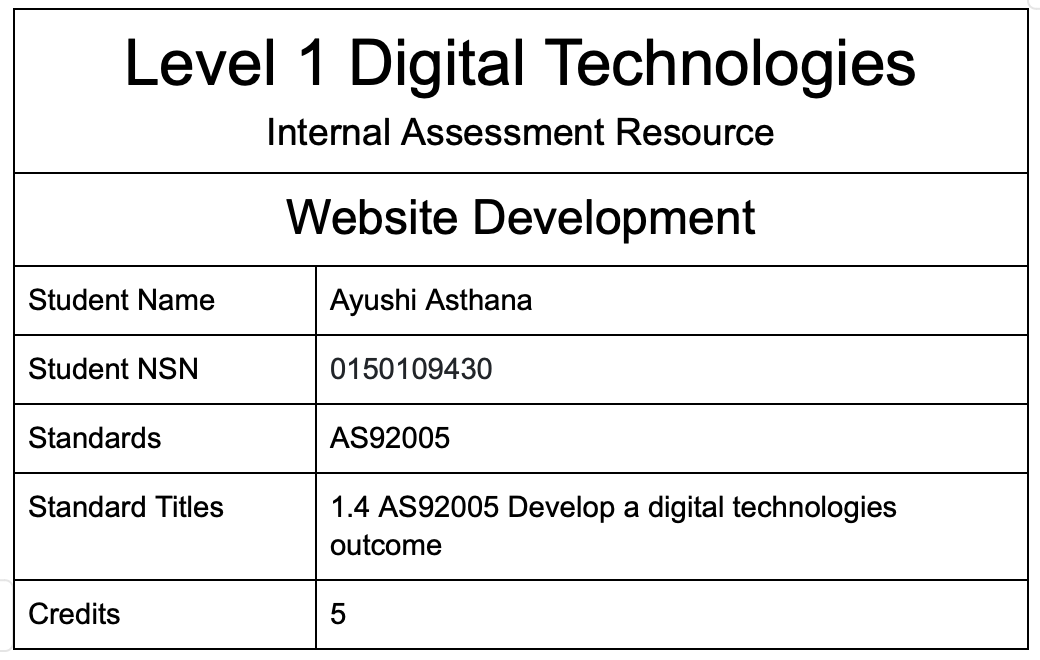 Level 1 Digital Technologies
Internal Assessment Resource
Website Development
Student Name Ayushi Asthana
Student NSN 0150109430
Standards AS92005
Standard Titles 1.4 AS92005 Develop a digital technologies
outcome
Credits 5